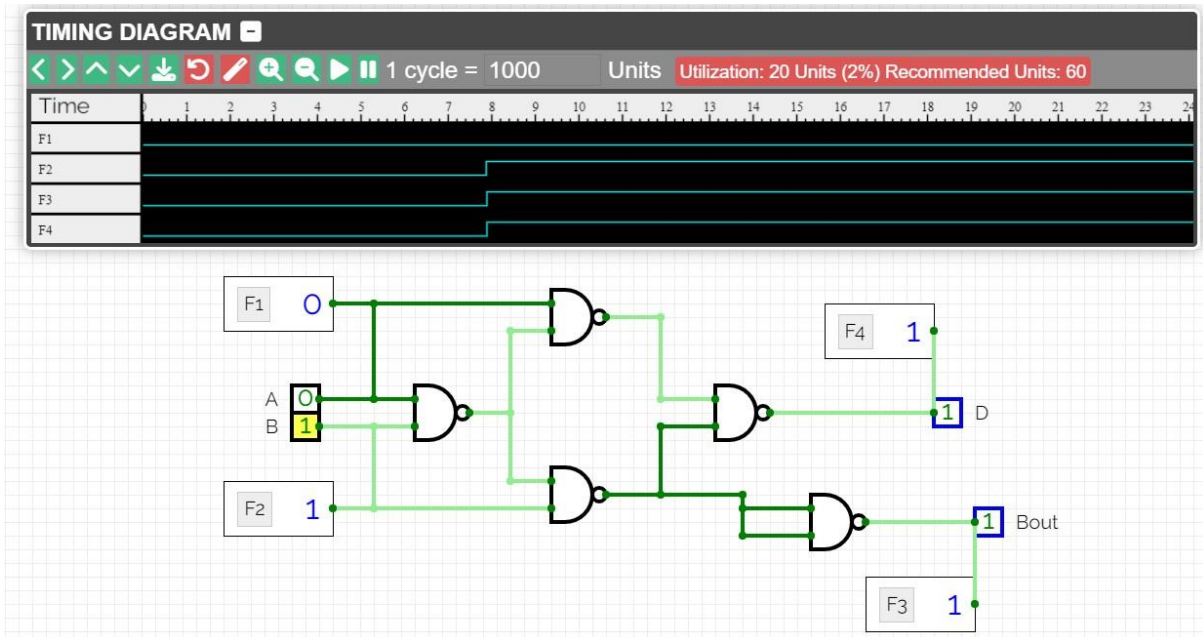 TIMING DIAGRAM
1 cycle = 1000 Units Utilization: 20 Units (2%) Recommended Units: 60
Time 0 1 2 3 4 5 6 7 8 9 10 11 12 13 14 15 16 17 18 19 20 21 22 23 24
F1
F2
F3
F4
F1 0
F4 1
A 0
B 1
1 D
F2 1
1 Bout
F3 1